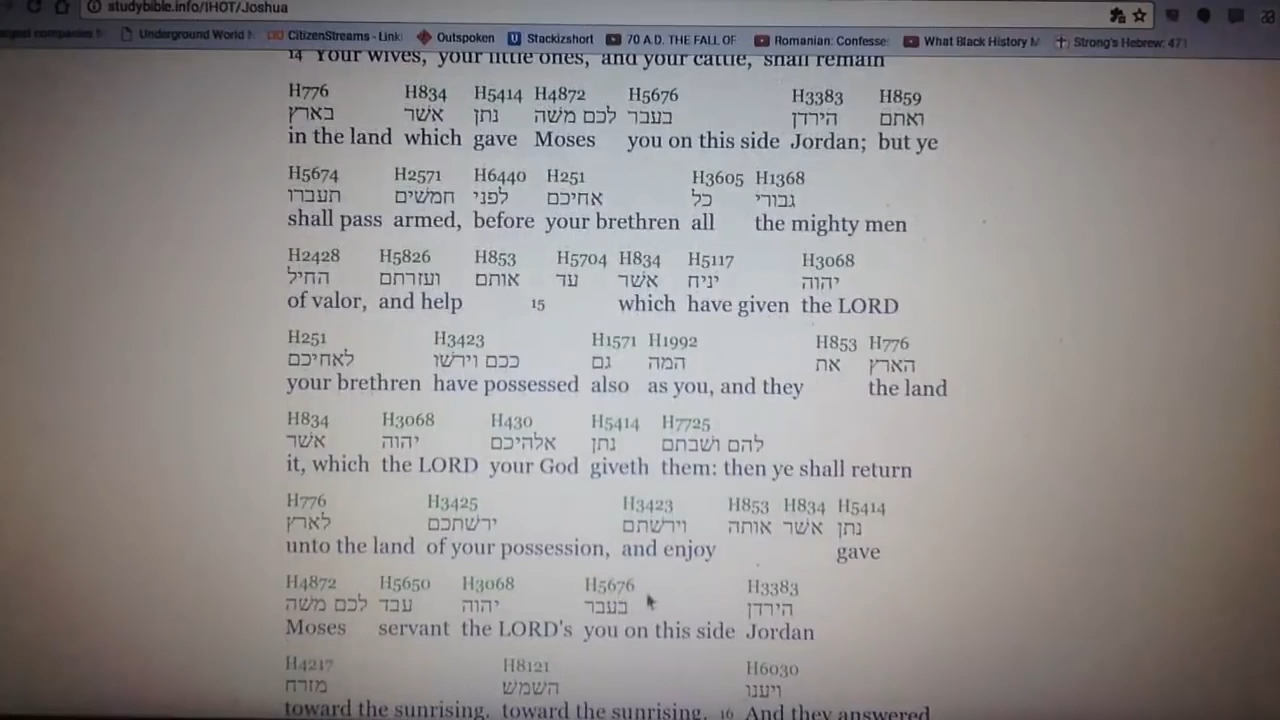 studybible.info/IHOT/Joshua
Underground World CitizenStreams - Link Outspoken Stackizshort 70 A.D. THE FALL OF Romanian: Confesse What Black History M Strong's Hebrew: 471
14 Your wives, your little ones, and your cattle, shall remain
H776 H834 H5414 H4872 H5676 H3383 H859
בארץ אשר נתן לכם משה בעבר הירדן ואתם
in the land which gave Moses you on this side Jordan; but ye
H5674 H2571 H6440 H251 H3605 H1368
תעברו חמשים לפני אחיכם כל גבורי
shall pass armed, before your brethren all the mighty men
H2428 H5826 H853 H5704 H834 H5117 H3068
החיל ועזרתם אותם עד אשר יניח יהוה
of valor, and help 15 which have given the LORD
H251 H3423 H1571 H1992 H853 H776
לאחיכם ככם וירשו גם המה את הארץ
your brethren have possessed also as you, and they the land
H834 H3068 H430 H5414 H7725
אשר יהוה אלהיכם נתן להם ושבתם
it, which the LORD your God giveth them: then ye shall return
H776 H3425 H3423 H853 H834 H5414
לארץ ירשתכם וירשתם אותה אשר נתן
unto the land of your possession, and enjoy gave
H4872 H5650 H3068 H5676 H3383
לכם משה עבד יהוה בעבר הירדן
Moses servant the LORD's you on this side Jordan
H4217 H8121 H6030
מזרח השמש ויענו
toward the sunrising. toward the sunrising. 16 And they answered